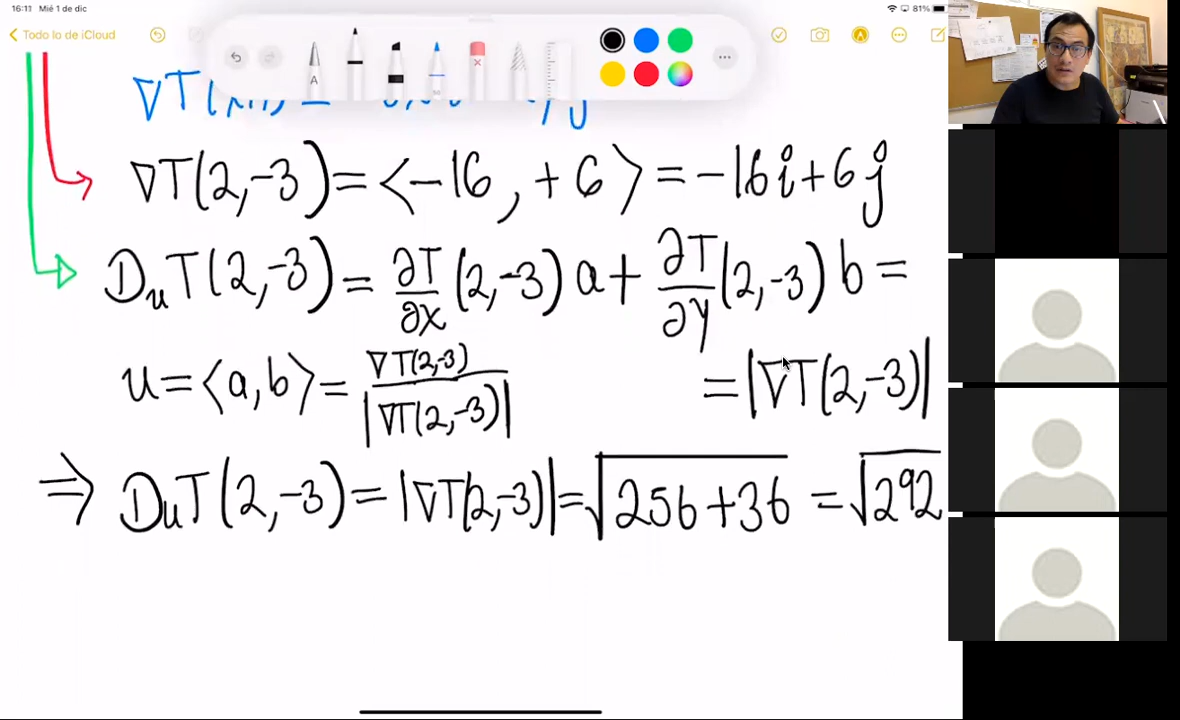 16:11 Mié 1 de dic
81%
Todo lo de iCloud
A
50
∇T(
∇T(2,-3)=⟨-16, +6⟩=-16i+6j
DᵤT(2,-3)= ∂T/∂x (2,-3) a+ ∂T/∂y (2,-3) b =
u=⟨a,b⟩= ∇T(2,-3)/|∇T(2,-3)|
=|∇T(2,-3)|
⇒ DᵤT(2,-3)=|∇T(2,-3)|=√256+36 =√292